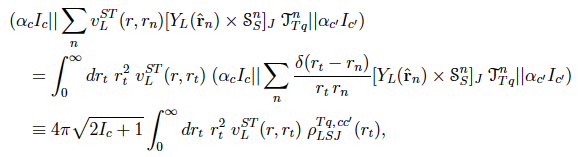 (α_c I_c|| ∑_n v_L^{ST}(r, r_n)[Y_L(r̂_n) × 𝒮_S^n]_J 𝒯_{Tq}^n ||α_{c'} I_{c'})
= ∫_0^∞ dr_t r_t^2 v_L^{ST}(r, r_t) (α_c I_c|| ∑_n \frac{δ(r_t − r_n)}{r_t r_n} [Y_L(r̂_n) × 𝒮_S^n]_J 𝒯_{Tq}^n ||α_{c'} I_{c'})
≡ 4π√{2I_c + 1} ∫_0^∞ dr_t r_t^2 v_L^{ST}(r, r_t) ρ_{LSJ}^{Tq,cc'}(r_t),